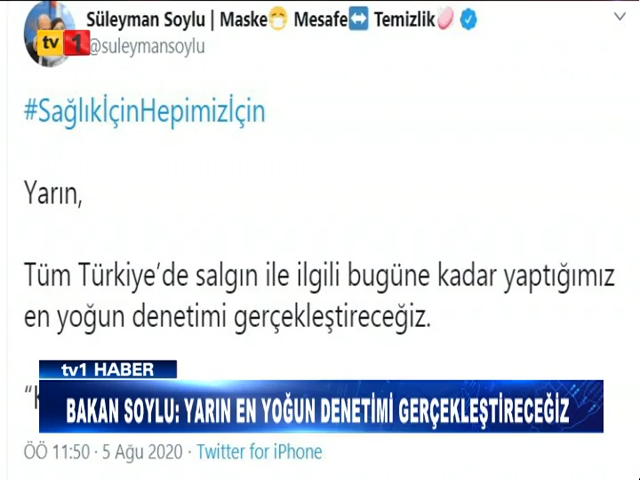 Süleyman Soylu | Maske😷 Mesafe↔️ Temizlik🧼
tv1
@suleymansoylu
#SağlıkİçinHepimizİçin
Yarın,
Tüm Türkiye'de salgın ile ilgili bugüne kadar yaptığımız
en yoğun denetimi gerçekleştireceğiz.
tv1 HABER
BAKAN SOYLU: YARIN EN YOĞUN DENETİMİ GERÇEKLEŞTİRECEĞİZ
ÖÖ 11:50 · 5 Ağu 2020 · Twitter for iPhone